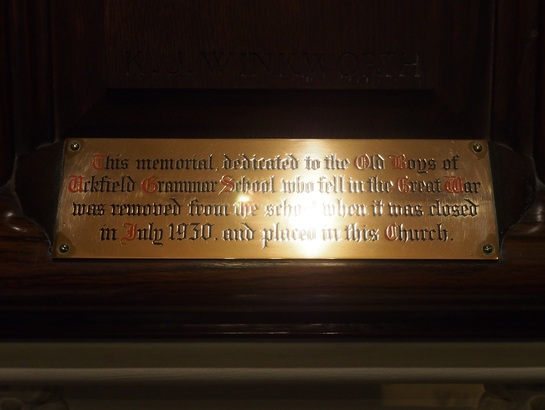 K.J. WINKWORTH
This memorial, dedicated to the Old Boys of
Uckfield Grammar School who fell in the Great War
was removed from the school when it was closed
in July 1930, and placed in this Church.